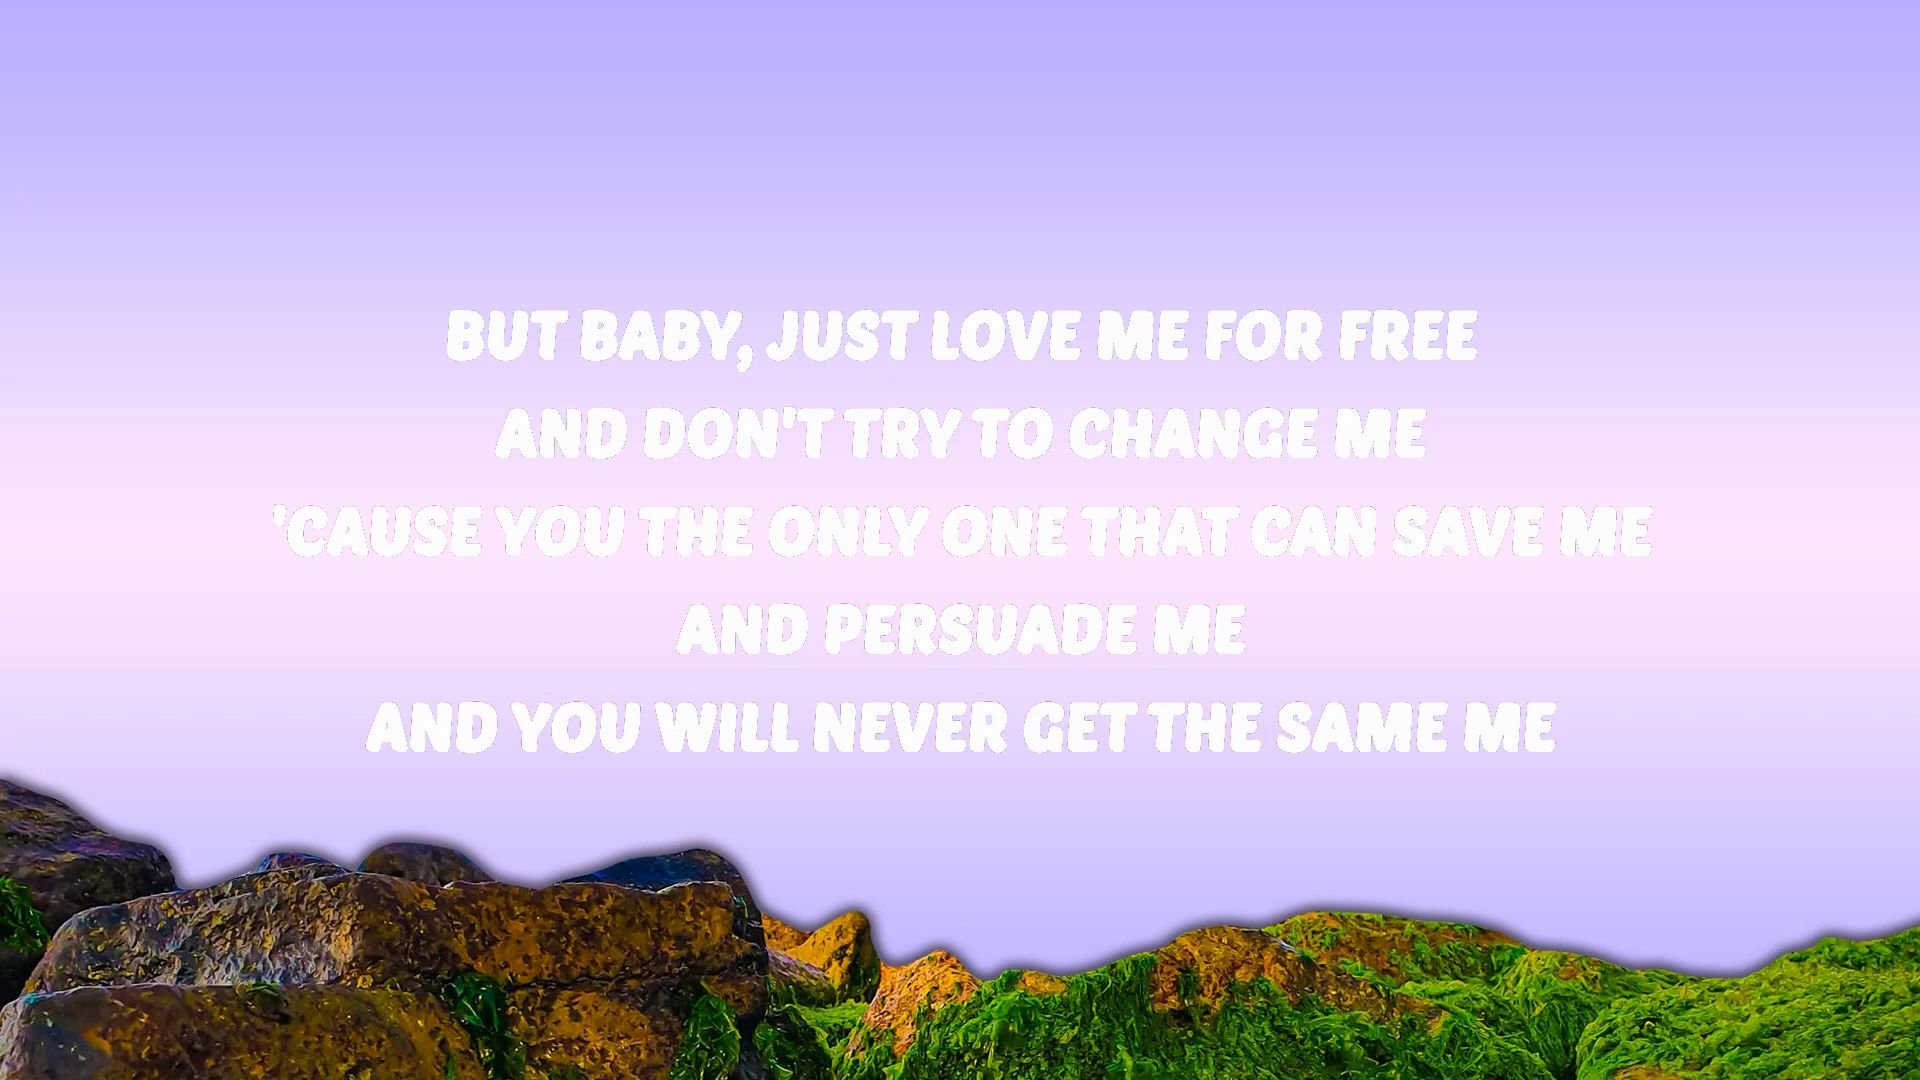 BUT BABY, JUST LOVE ME FOR FREE
AND DON'T TRY TO CHANGE ME
'CAUSE YOU THE ONLY ONE THAT CAN SAVE ME
AND PERSUADE ME
AND YOU WILL NEVER GET THE SAME ME